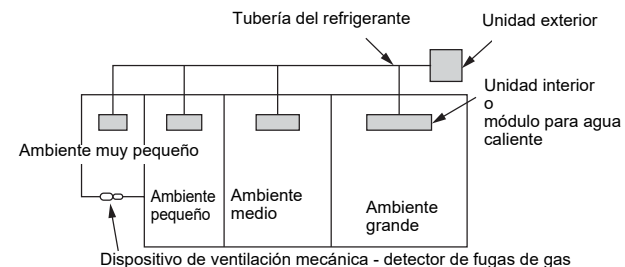 Tubería del refrigerante
Unidad exterior
Unidad interior
o
módulo para agua
caliente
Ambiente muy pequeño
Ambiente
pequeño
Ambiente
medio
Ambiente
grande
Dispositivo de ventilación mecánica - detector de fugas de gas